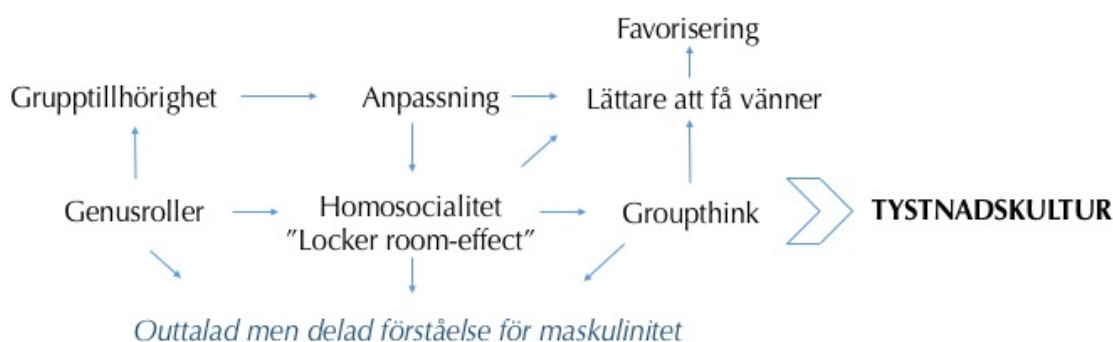 Favorisering
Grupptillhörighet
Anpassning
Lättare att få vänner
Genusroller
Homosocialitet
”Locker room-effect”
Groupthink
TYSTNADSKULTUR
Outtalad men delad förståelse för maskulinitet